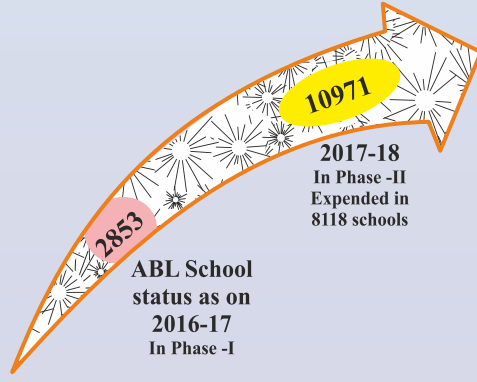 10971
2017-18
In Phase -II
Expended in
8118 schools
2853
ABL School
status as on
2016-17
In Phase -I